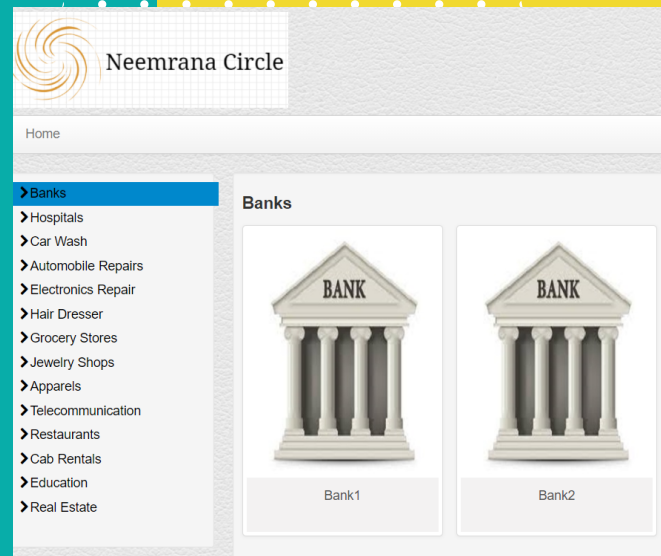 Neemrana Circle
Home
Banks
Hospitals
Car Wash
Automobile Repairs
Electronics Repair
Hair Dresser
Grocery Stores
Jewelry Shops
Apparels
Telecommunication
Restaurants
Cab Rentals
Education
Real Estate
Banks
BANK
BANK
Bank1
Bank2